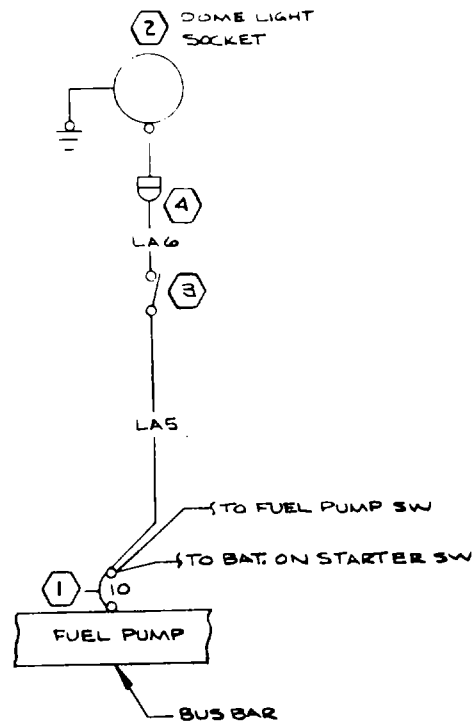 2 DOME LIGHT
SOCKET
4
LA6
3
LA5
TO FUEL PUMP SW
TO BAT. ON STARTER SW
1 10
FUEL PUMP
BUS BAR